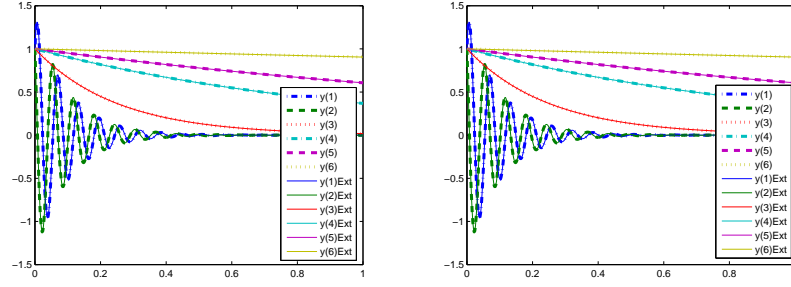 1.5
1
0.5
0
−0.5
−1
−1.5
0
0.2
0.4
0.6
0.8
1
y(1)
y(2)
y(3)
y(4)
y(5)
y(6)
y(1)Ext
y(2)Ext
y(3)Ext
y(4)Ext
y(5)Ext
y(6)Ext
1.5
1
0.5
0
−0.5
−1
−1.5
0
0.2
0.4
0.6
0.8
y(1)
y(2)
y(3)
y(4)
y(5)
y(6)
y(1)Ext
y(2)Ext
y(3)Ext
y(4)Ext
y(5)Ext
y(6)Ext